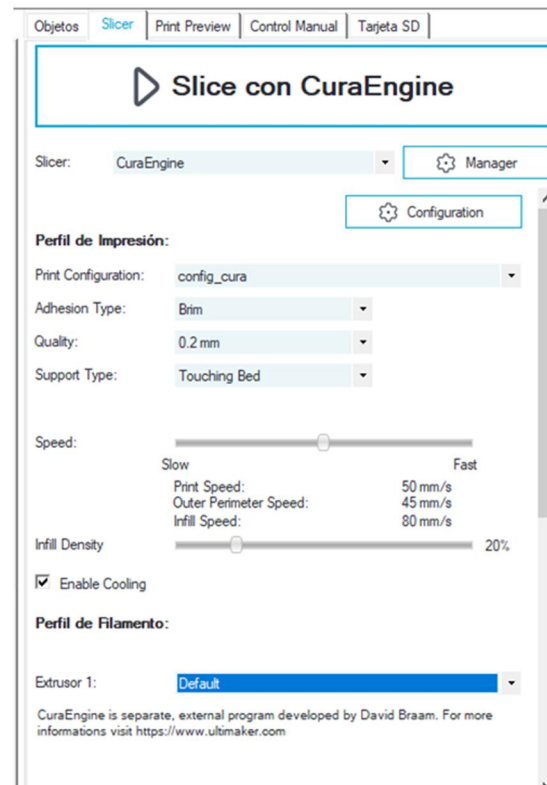 Objetos Slicer Print Preview Control Manual Tarjeta SD
Slice con CuraEngine
Slicer: CuraEngine Manager
Configuration
Perfil de Impresión:
Print Configuration: config_cura
Adhesion Type: Brim
Quality: 0.2 mm
Support Type: Touching Bed
Speed:
Slow Fast
Print Speed: 50 mm/s
Outer Perimeter Speed: 45 mm/s
Infill Speed: 80 mm/s
Infill Density 20%
Enable Cooling
Perfil de Filamento:
Extrusor 1: Default
CuraEngine is separate, external program developed by David Braam. For more
informations visit https://www.ultimaker.com